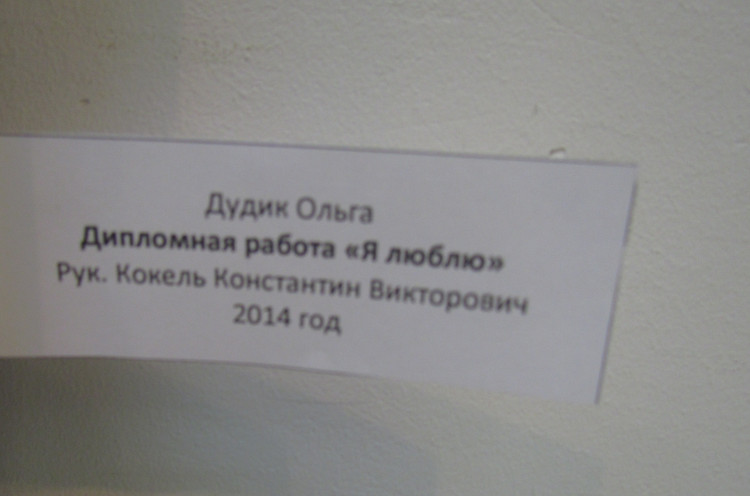 Дудик Ольга
Дипломная работа «Я люблю»
Рук. Кокель Константин Викторович
2014 год